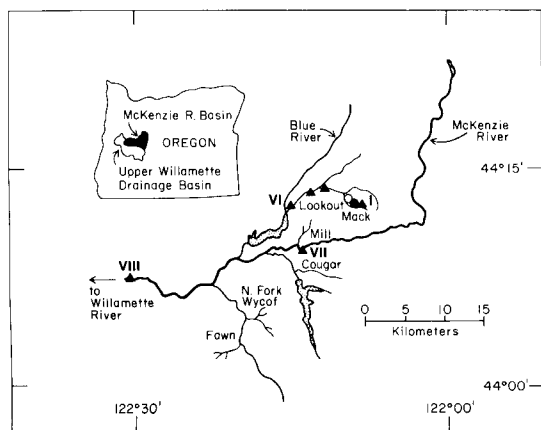 McKenzie R. Basin
OREGON
Upper Willamette
Drainage Basin
Blue
River
McKenzie
River
44°15'
VI
Lookout
I
Mack
Mill
VII
Cougar
VIII
to
Willamette
River
N. Fork
Wycof
Fawn
0 5 10 15
Kilometers
44°00'
122°30'
122°00'